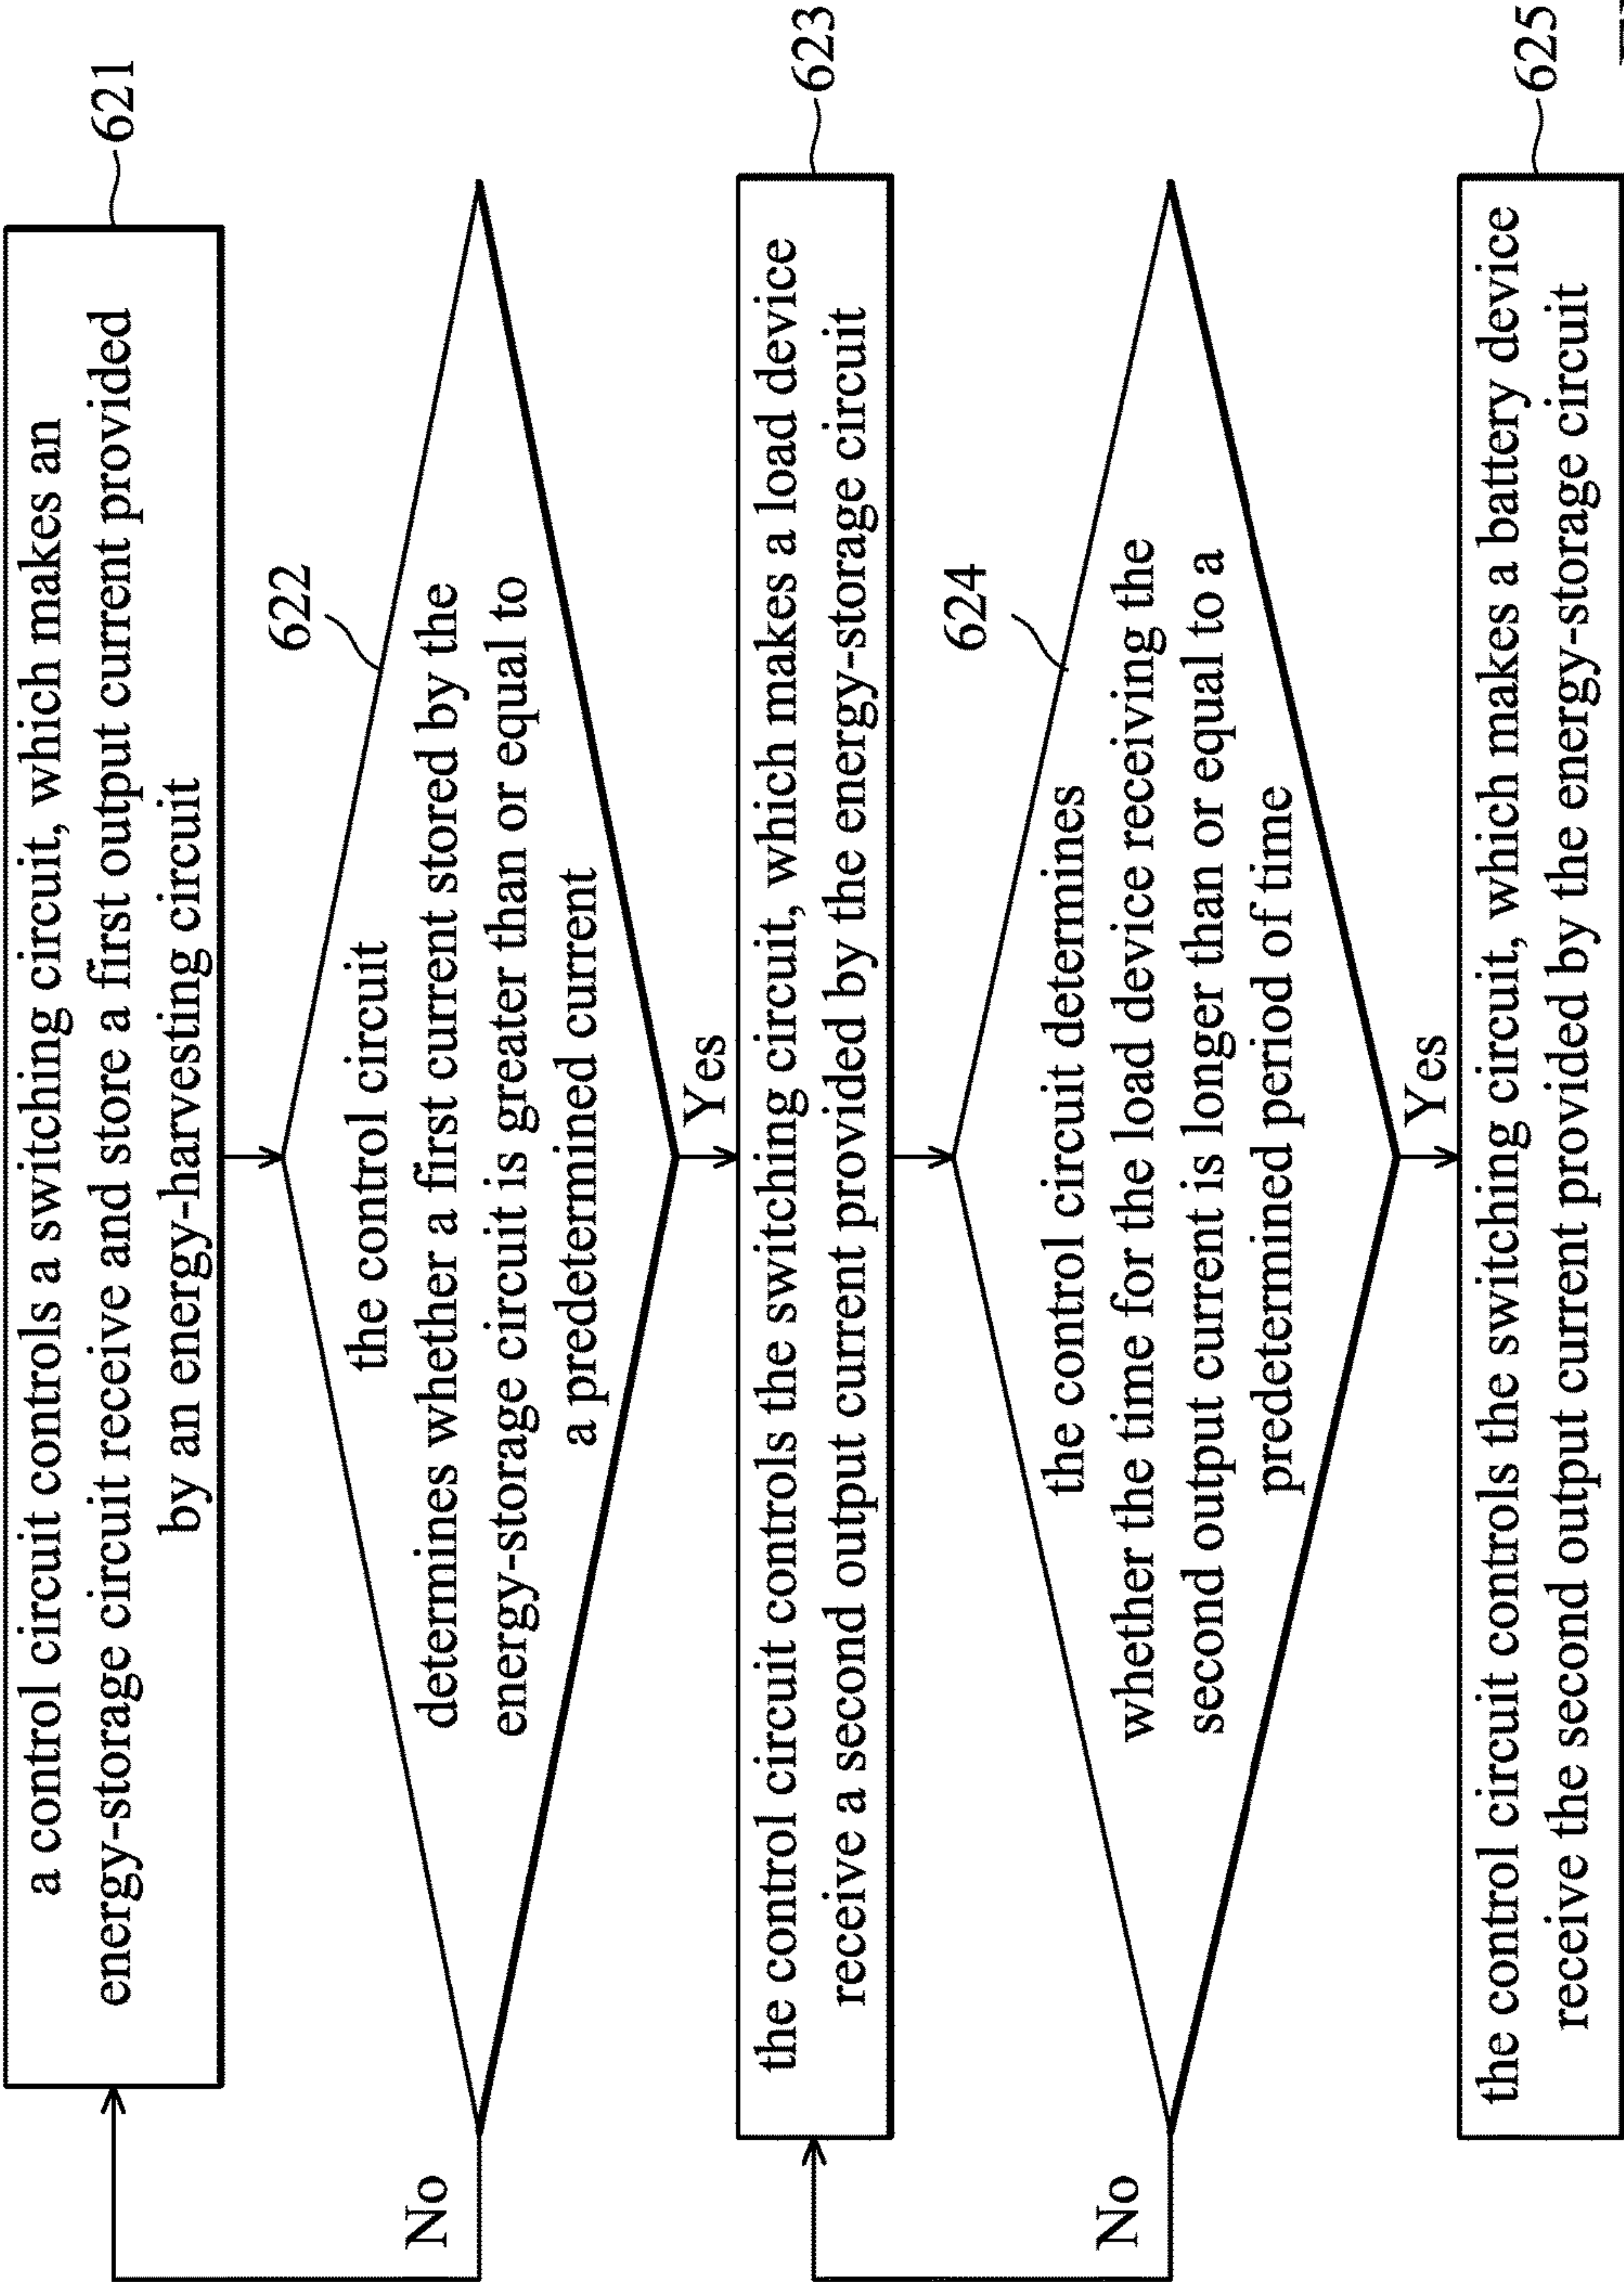 a control circuit controls a switching circuit, which makes an
energy-storage circuit receive and store a first output current provided
by an energy-harvesting circuit
621
622
the control circuit
determines whether a first current stored by the
energy-storage circuit is greater than or equal to
a predetermined current
No
Yes
the control circuit controls the switching circuit, which makes a load device
receive a second output current provided by the energy-storage circuit
623
624
the control circuit determines
whether the time for the load device receiving the
second output current is longer than or equal to a
predetermined period of time
No
Yes
the control circuit controls the switching circuit, which makes a battery device
receive the second output current provided by the energy-storage circuit
625